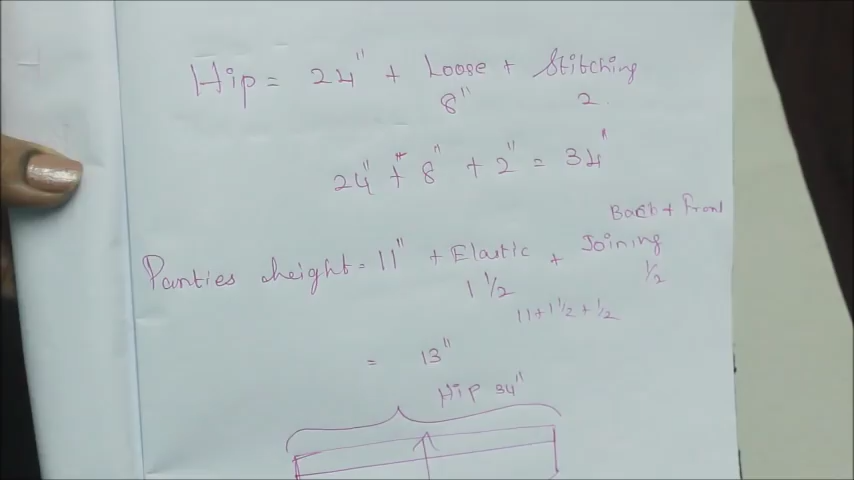 Hip = 24" + Loose + Stitching
8" 2
24" + 8" + 2" = 34"
Back + Front
Panties height = 11" + Elastic + Joining
1 1/2 1/2
11 + 1 1/2 + 1/2
= 13"
Hip 34"